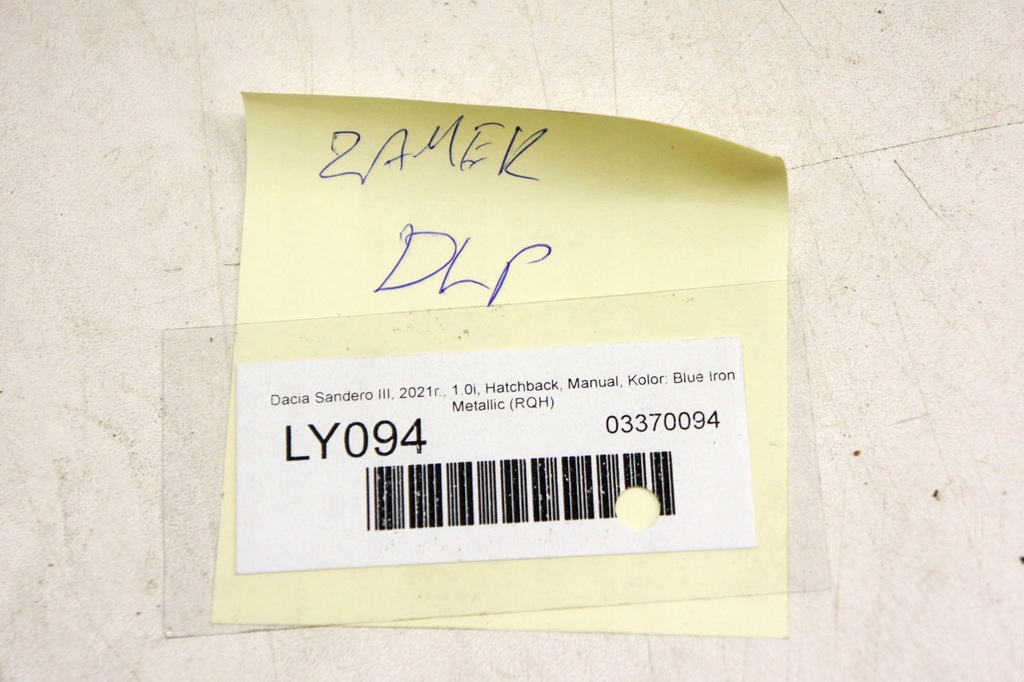 ZAMEK
DLP
Dacia Sandero III, 2021r., 1.0i, Hatchback, Manual, Kolor: Blue Iron
Metallic (RQH)
LY094
03370094